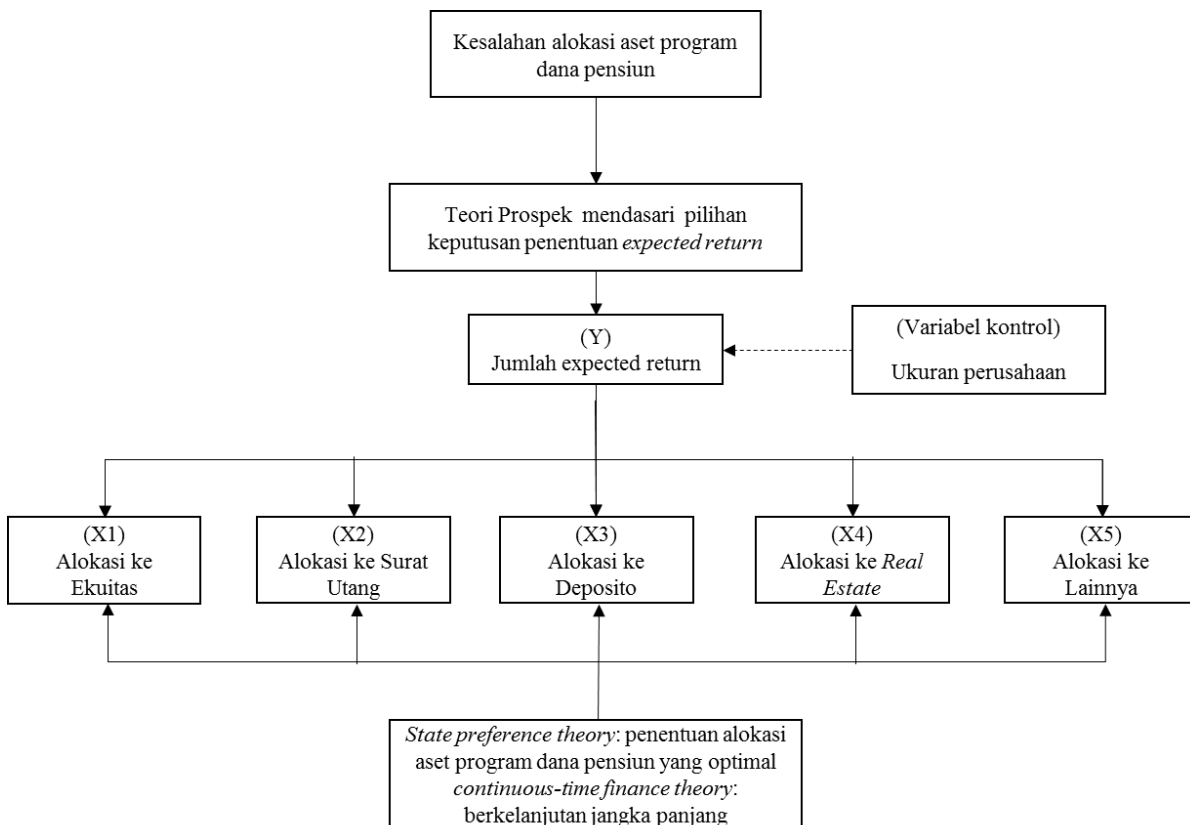 Kesalahan alokasi aset program
dana pensiun
Teori Prospek mendasari pilihan
keputusan penentuan expected return
(Y)
Jumlah expected return
(Variabel kontrol)
Ukuran perusahaan
(X1)
Alokasi ke
Ekuitas
(X2)
Alokasi ke Surat
Utang
(X3)
Alokasi ke
Deposito
(X4)
Alokasi ke Real
Estate
(X5)
Alokasi ke
Lainnya
State preference theory: penentuan alokasi
aset program dana pensiun yang optimal
continuous-time finance theory:
berkelanjutan jangka panjang